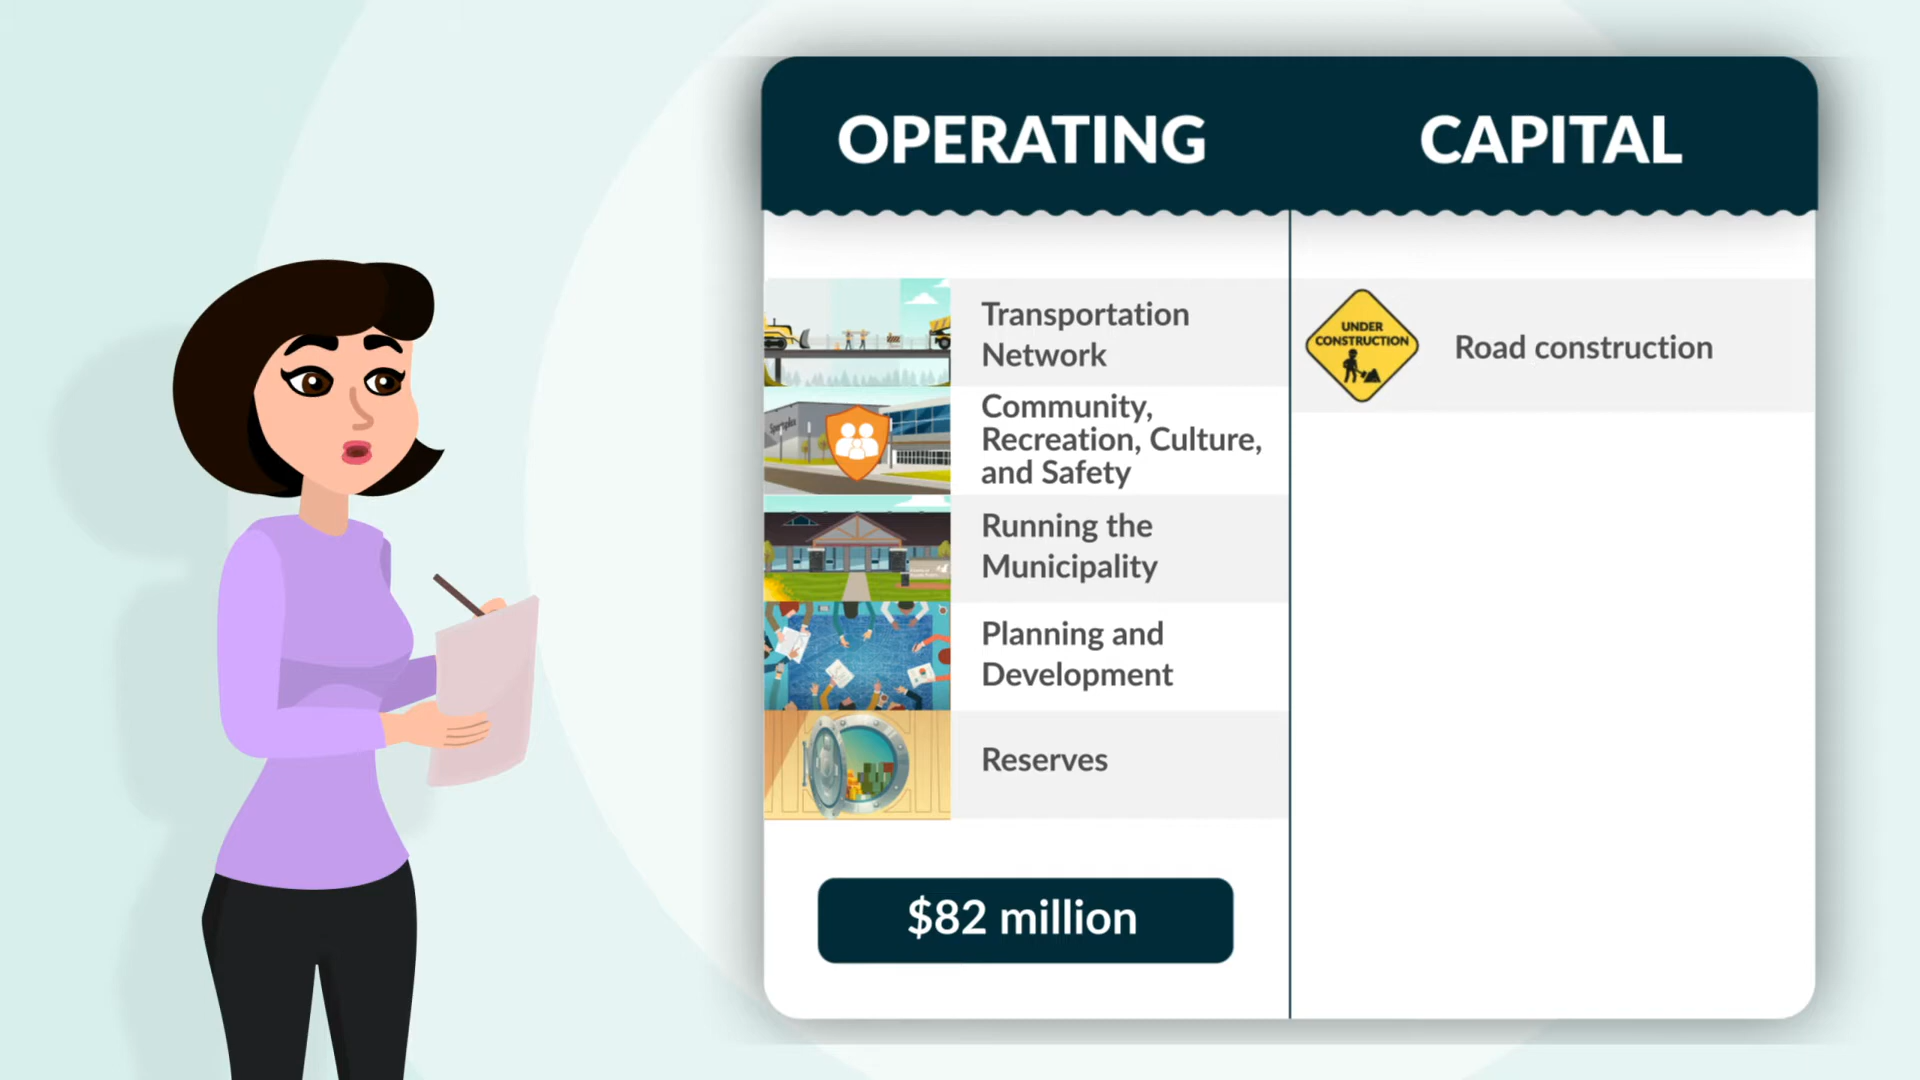 OPERATING
CAPITAL
Transportation
Network
Community,
Recreation, Culture,
and Safety
Running the
Municipality
Planning and
Development
Reserves
$82 million
UNDER
CONSTRUCTION
Road construction
Sportsplex